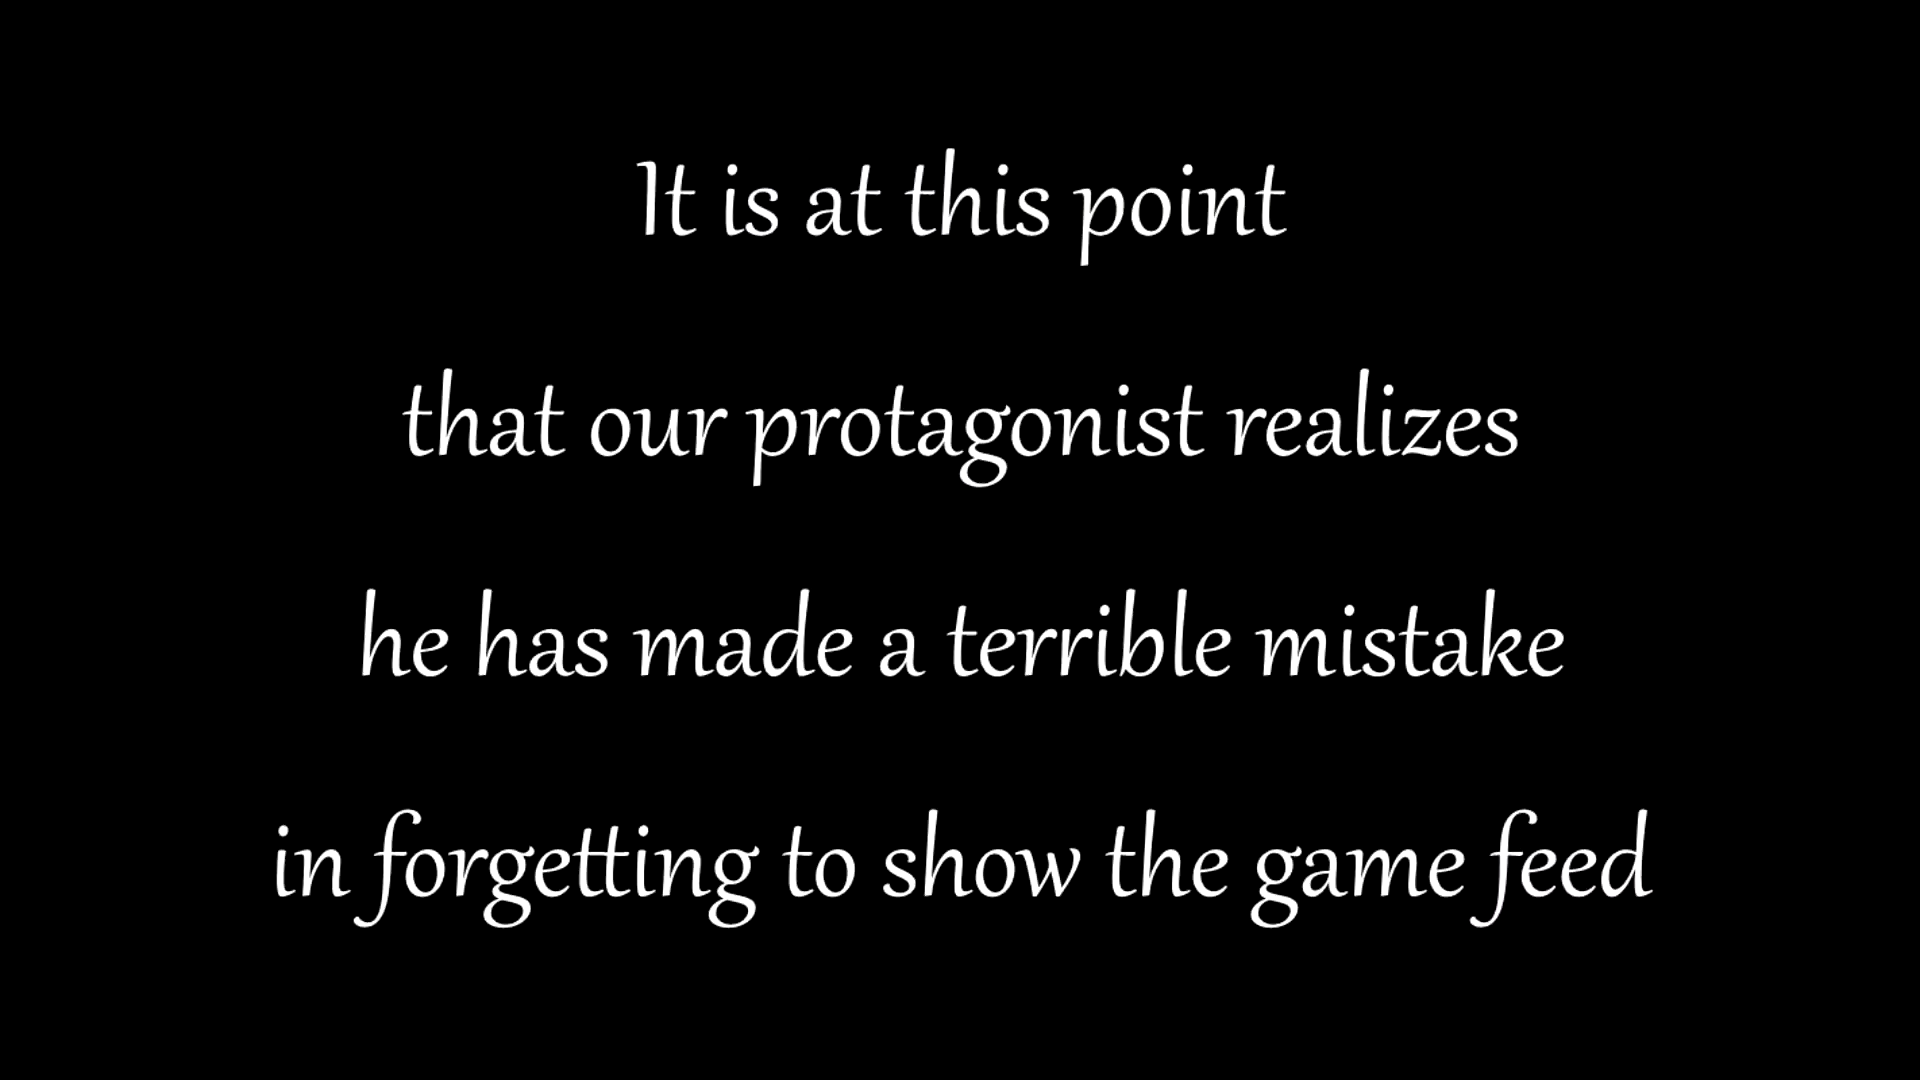 It is at this point
that our protagonist realizes
he has made a terrible mistake
in forgetting to show the game feed